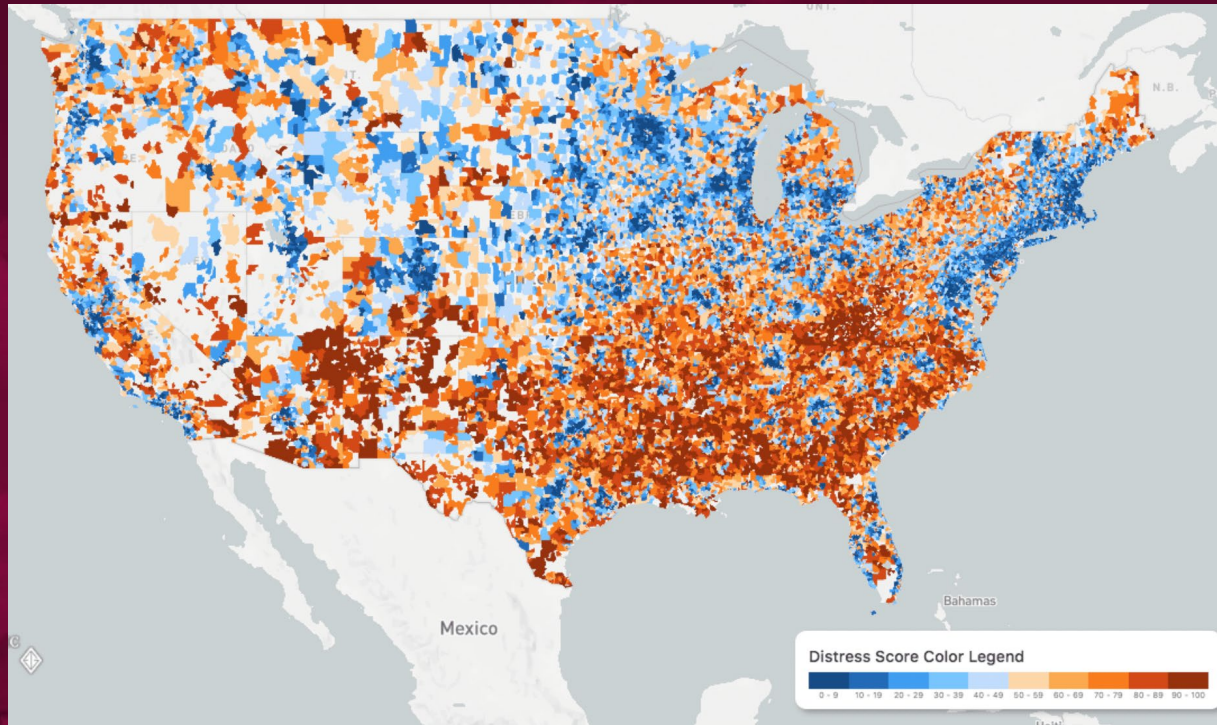 ONT.
N.B.
Mexico
Bahamas
Distress Score Color Legend
0 - 9 10 - 19 20 - 29 30 - 39 40 - 49 50 - 59 60 - 69 70 - 79 80 - 89 90 - 100